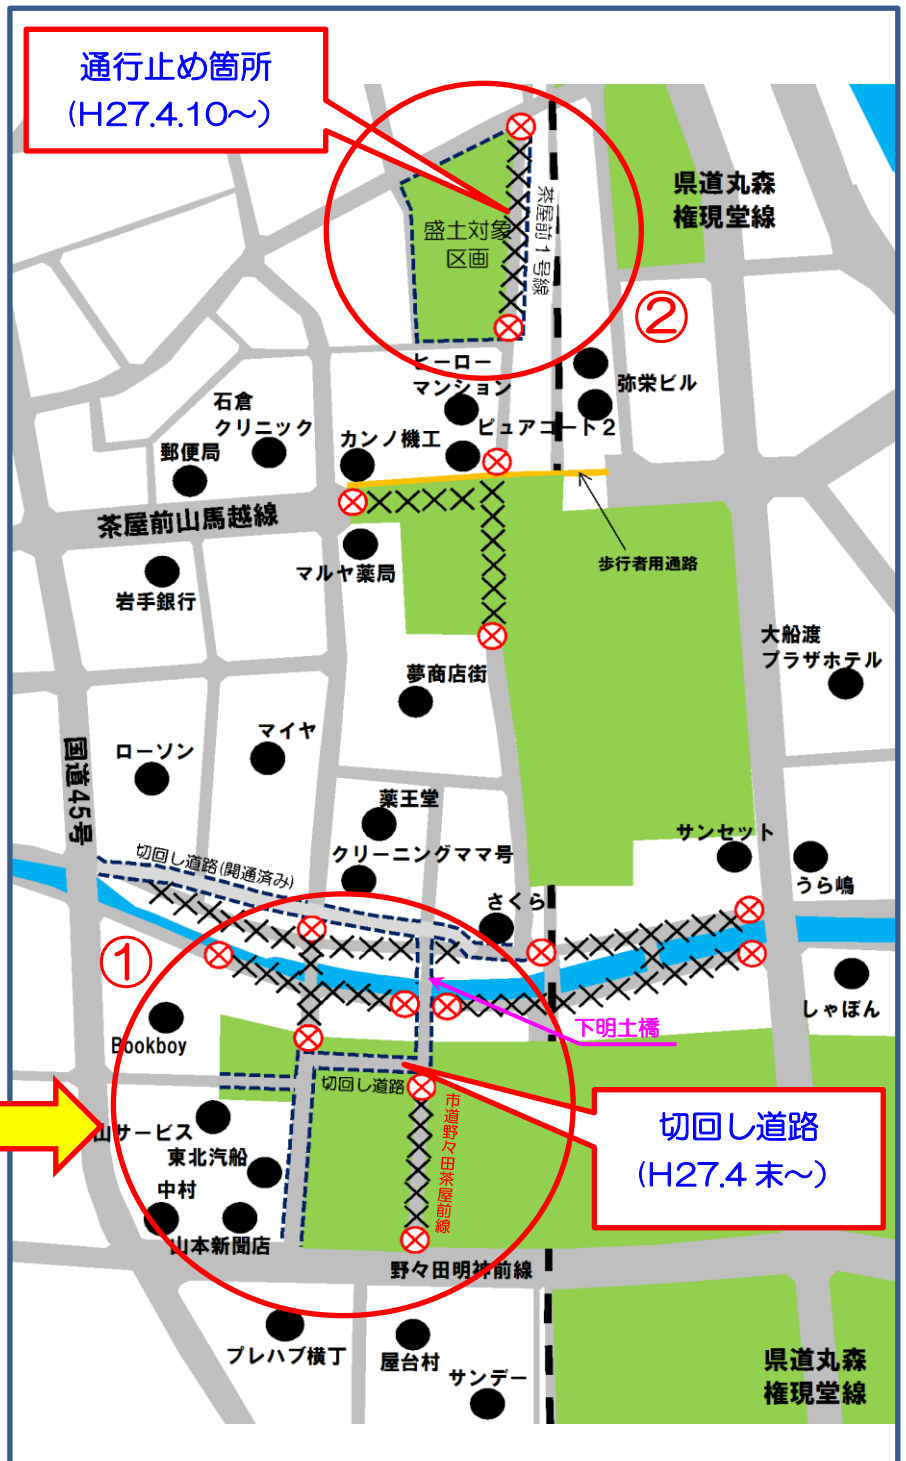 通行止め箇所
(H27.4.10～)
県道丸森
権現堂線
茶屋前1号線
盛土対象
区画
②
ヒーロー
マンション
弥栄ビル
石倉
クリニック
ピュアコート2
カンノ機工
郵便局
茶屋前山馬越線
歩行者用通路
マルヤ薬局
岩手銀行
大船渡
プラザホテル
夢商店街
マイヤ
ローソン
国道45号
薬王堂
サンセット
クリーニングママ号
切回し道路(開通済み)
うら嶋
さくら
①
しゃぼん
下明土橋
Bookboy
切回し道路
市道野々田茶屋前線
切回し道路
(H27.4末～)
山サービス
東北汽船
中村
山本新聞店
野々田明神前線
プレハブ横丁
屋台村
サンデー
県道丸森
権現堂線